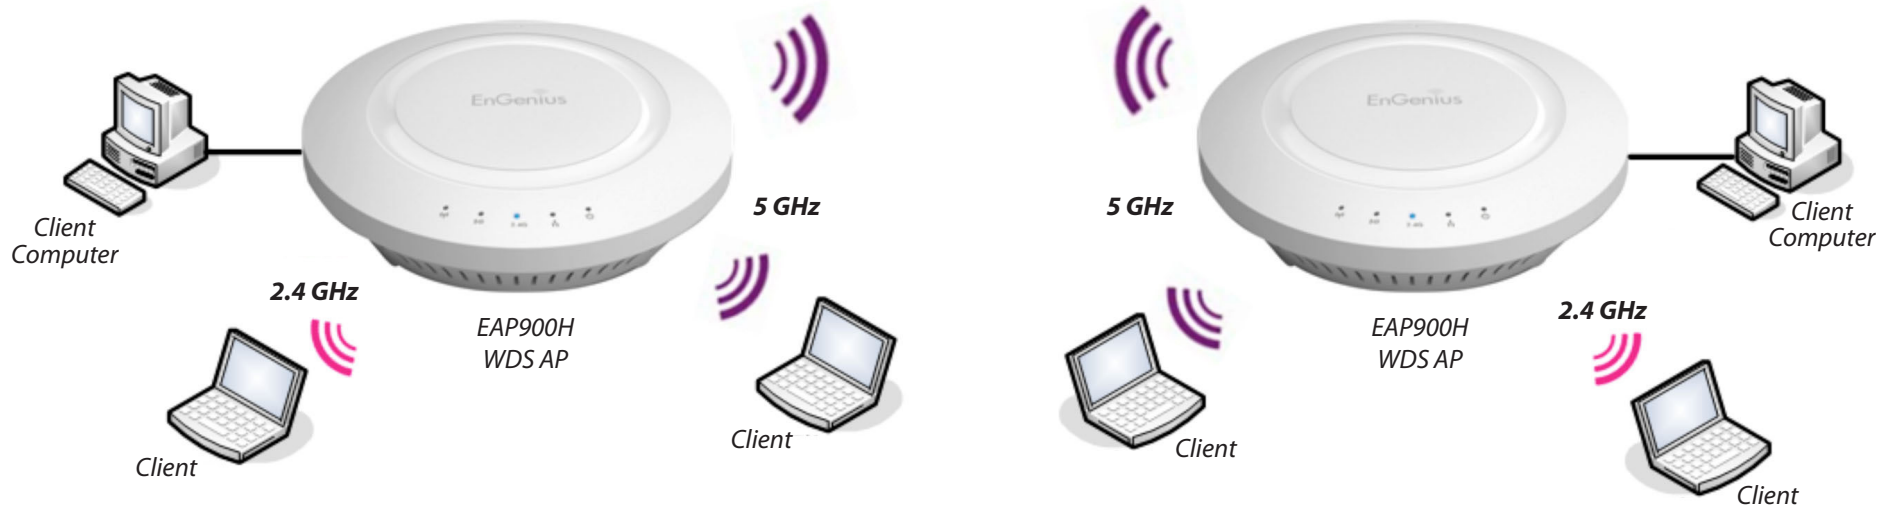 EnGenius
EnGenius
5 GHz
5 GHz
Client
Computer
Client
Computer
2.4 GHz
2.4 GHz
EAP900H
WDS AP
EAP900H
WDS AP
Client
Client
Client
Client